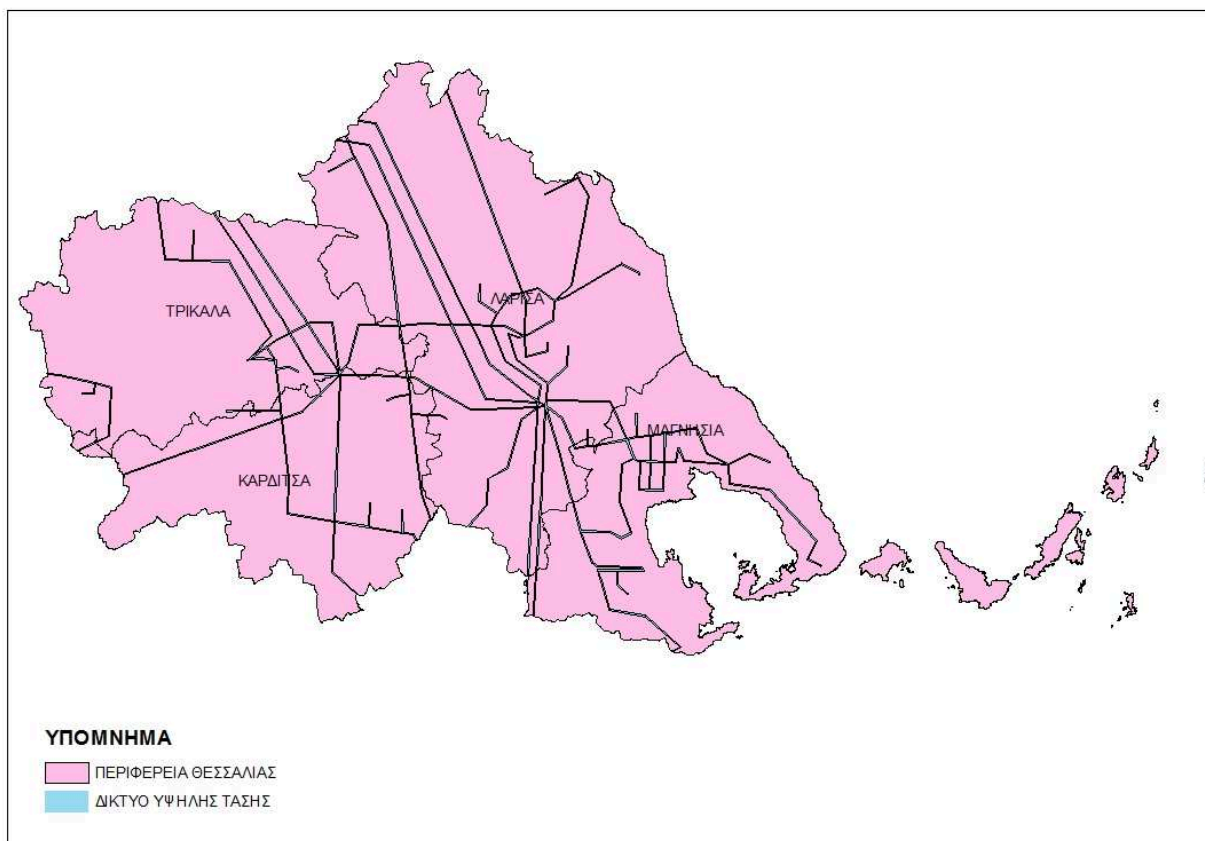 ΛΑΡΙΣΑ
ΤΡΙΚΑΛΑ
ΜΑΓΝΗΣΙΑ
ΚΑΡΔΙΤΣΑ
ΥΠΟΜΝΗΜΑ
ΠΕΡΙΦΕΡΕΙΑ ΘΕΣΣΑΛΙΑΣ
ΔΙΚΤΥΟ ΥΨΗΛΗΣ ΤΑΣΗΣ